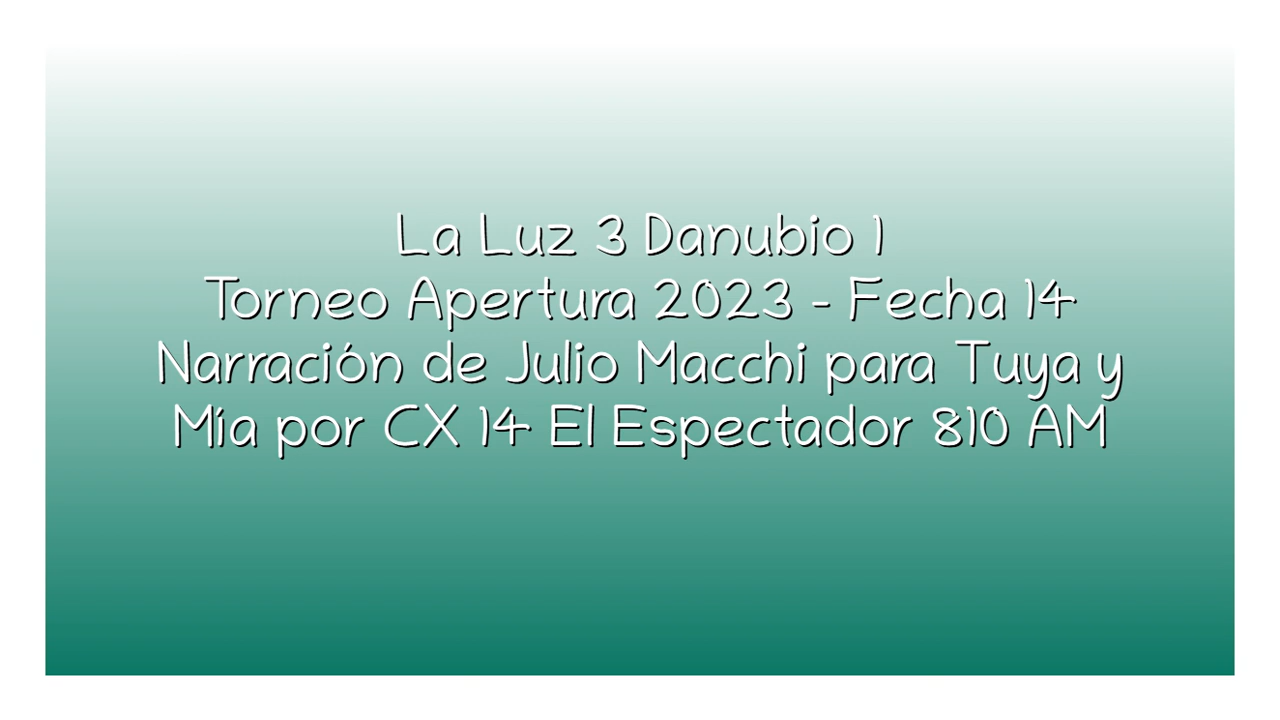 La Luz 3 Danubio 1
Torneo Apertura 2023 - Fecha 14
Narración de Julio Macchi para Tuya y
Mía por CX 14 El Espectador 810 AM